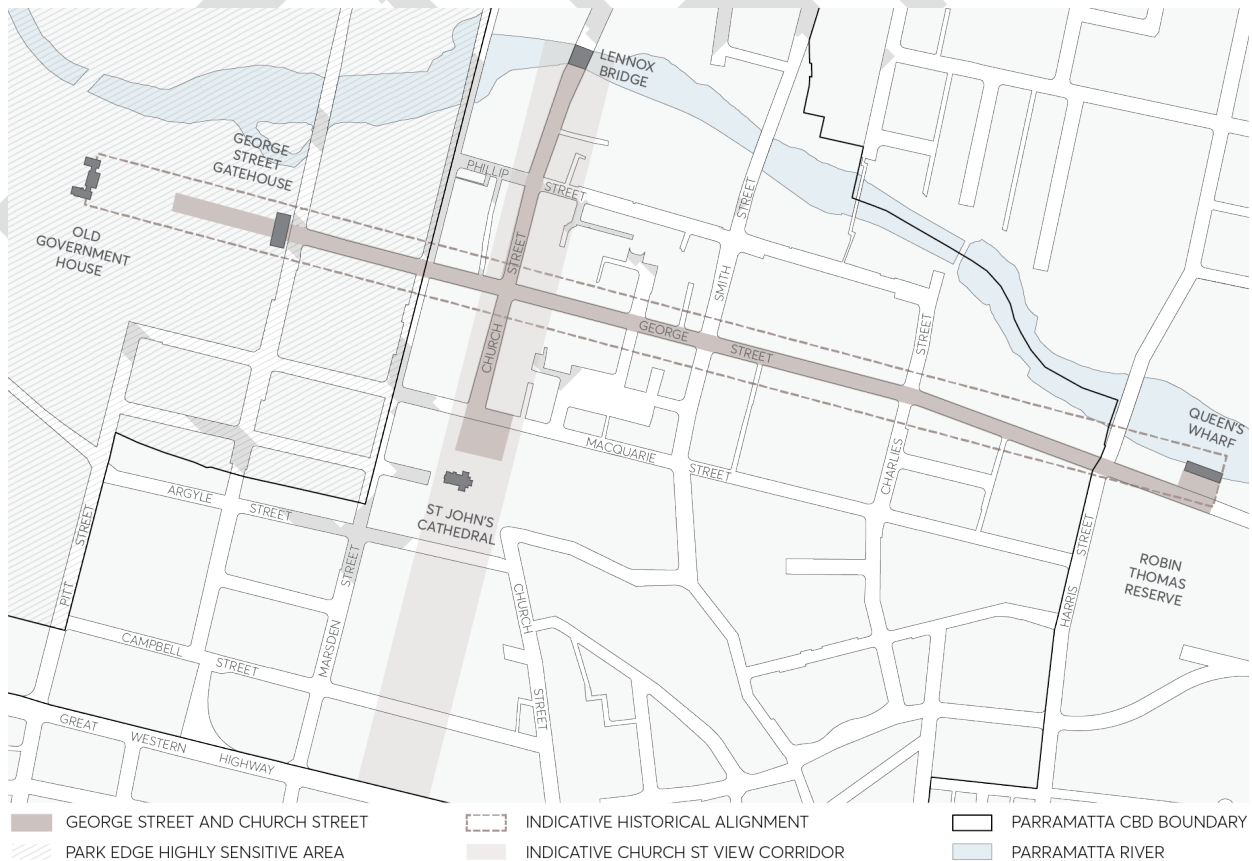 LENNOX
BRIDGE
GEORGE
STREET
GATEHOUSE
PHILLIP
STREET
OLD
GOVERNMENT
HOUSE
STREET
STREET
SMITH
CHURCH
GEORGE
STREET
STREET
QUEEN'S
WHARF
MACQUARIE
STREET
CHARLIES
ARGYLE
STREET
ST JOHN'S
CATHEDRAL
STREET
PITT
STREET
MARSDEN
CHURCH
STREET
STREET
HARRIS
ROBIN
THOMAS
RESERVE
CAMPBELL
STREET
GREAT
WESTERN
HIGHWAY
GEORGE STREET AND CHURCH STREET
INDICATIVE HISTORICAL ALIGNMENT
PARRAMATTA CBD BOUNDARY
PARK EDGE HIGHLY SENSITIVE AREA
INDICATIVE CHURCH ST VIEW CORRIDOR
PARRAMATTA RIVER